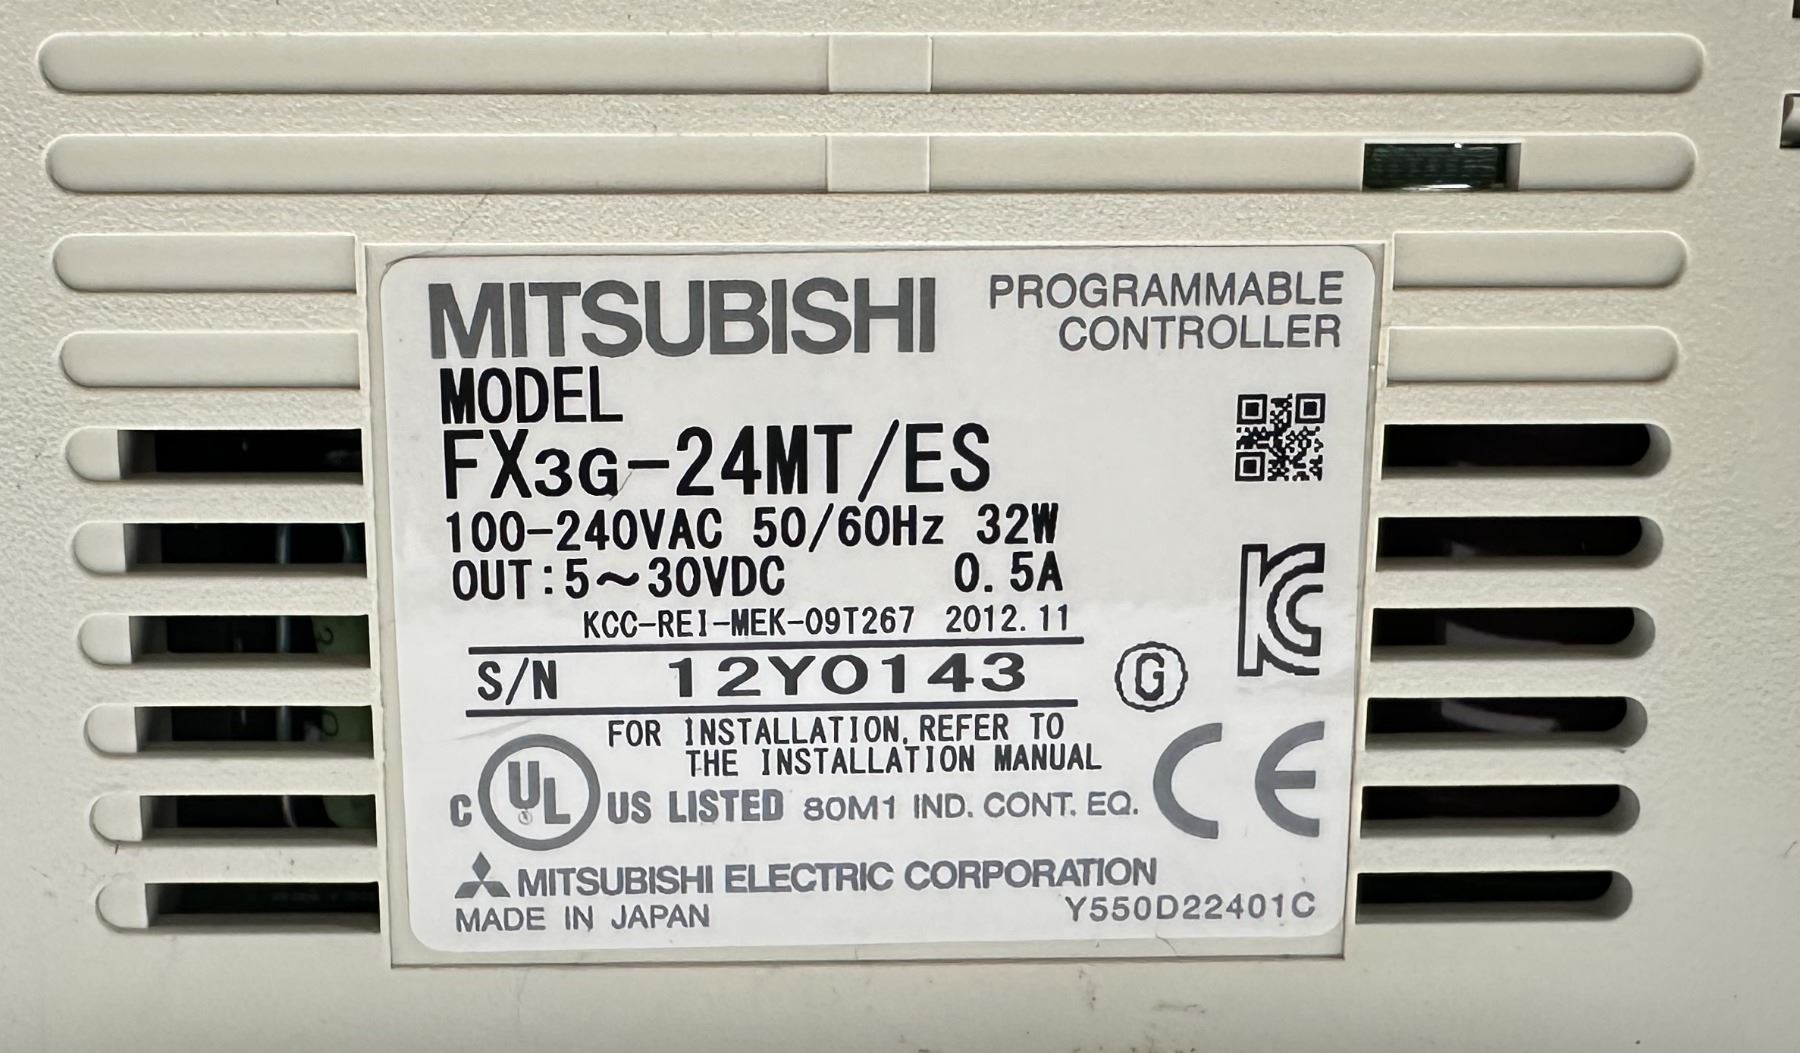 MITSUBISHI PROGRAMMABLE
CONTROLLER
MODEL
FX3G-24MT/ES
100-240VAC 50/60Hz 32W
OUT:5～30VDC 0.5A
KCC-REI-MEK-09T267 2012.11
S/N 12Y0143
G
FOR INSTALLATION, REFER TO
THE INSTALLATION MANUAL
C UL US LISTED 80M1 IND. CONT. EQ. CE
MITSUBISHI ELECTRIC CORPORATION
MADE IN JAPAN Y550D22401C